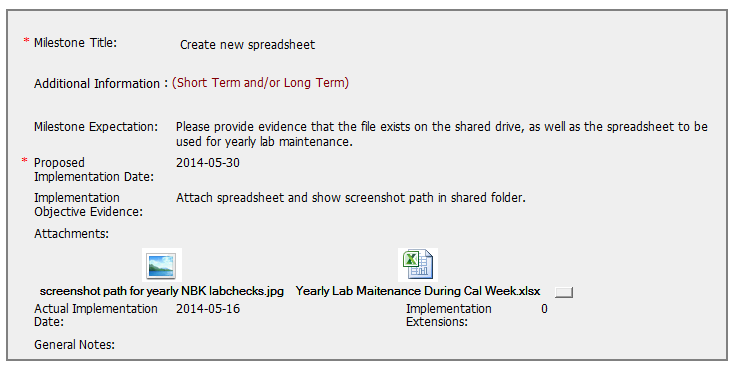 * Milestone Title: Create new spreadsheet
Additional Information : (Short Term and/or Long Term)
Milestone Expectation: Please provide evidence that the file exists on the shared drive, as well as the spreadsheet to be
used for yearly lab maintenance.
* Proposed 2014-05-30
Implementation Date:
Implementation Attach spreadsheet and show screenshot path in shared folder.
Objective Evidence:
Attachments:
screenshot path for yearly NBK labchecks.jpg Yearly Lab Maitenance During Cal Week.xlsx
Actual Implementation 2014-05-16 Implementation 0
Date: Extensions:
General Notes: